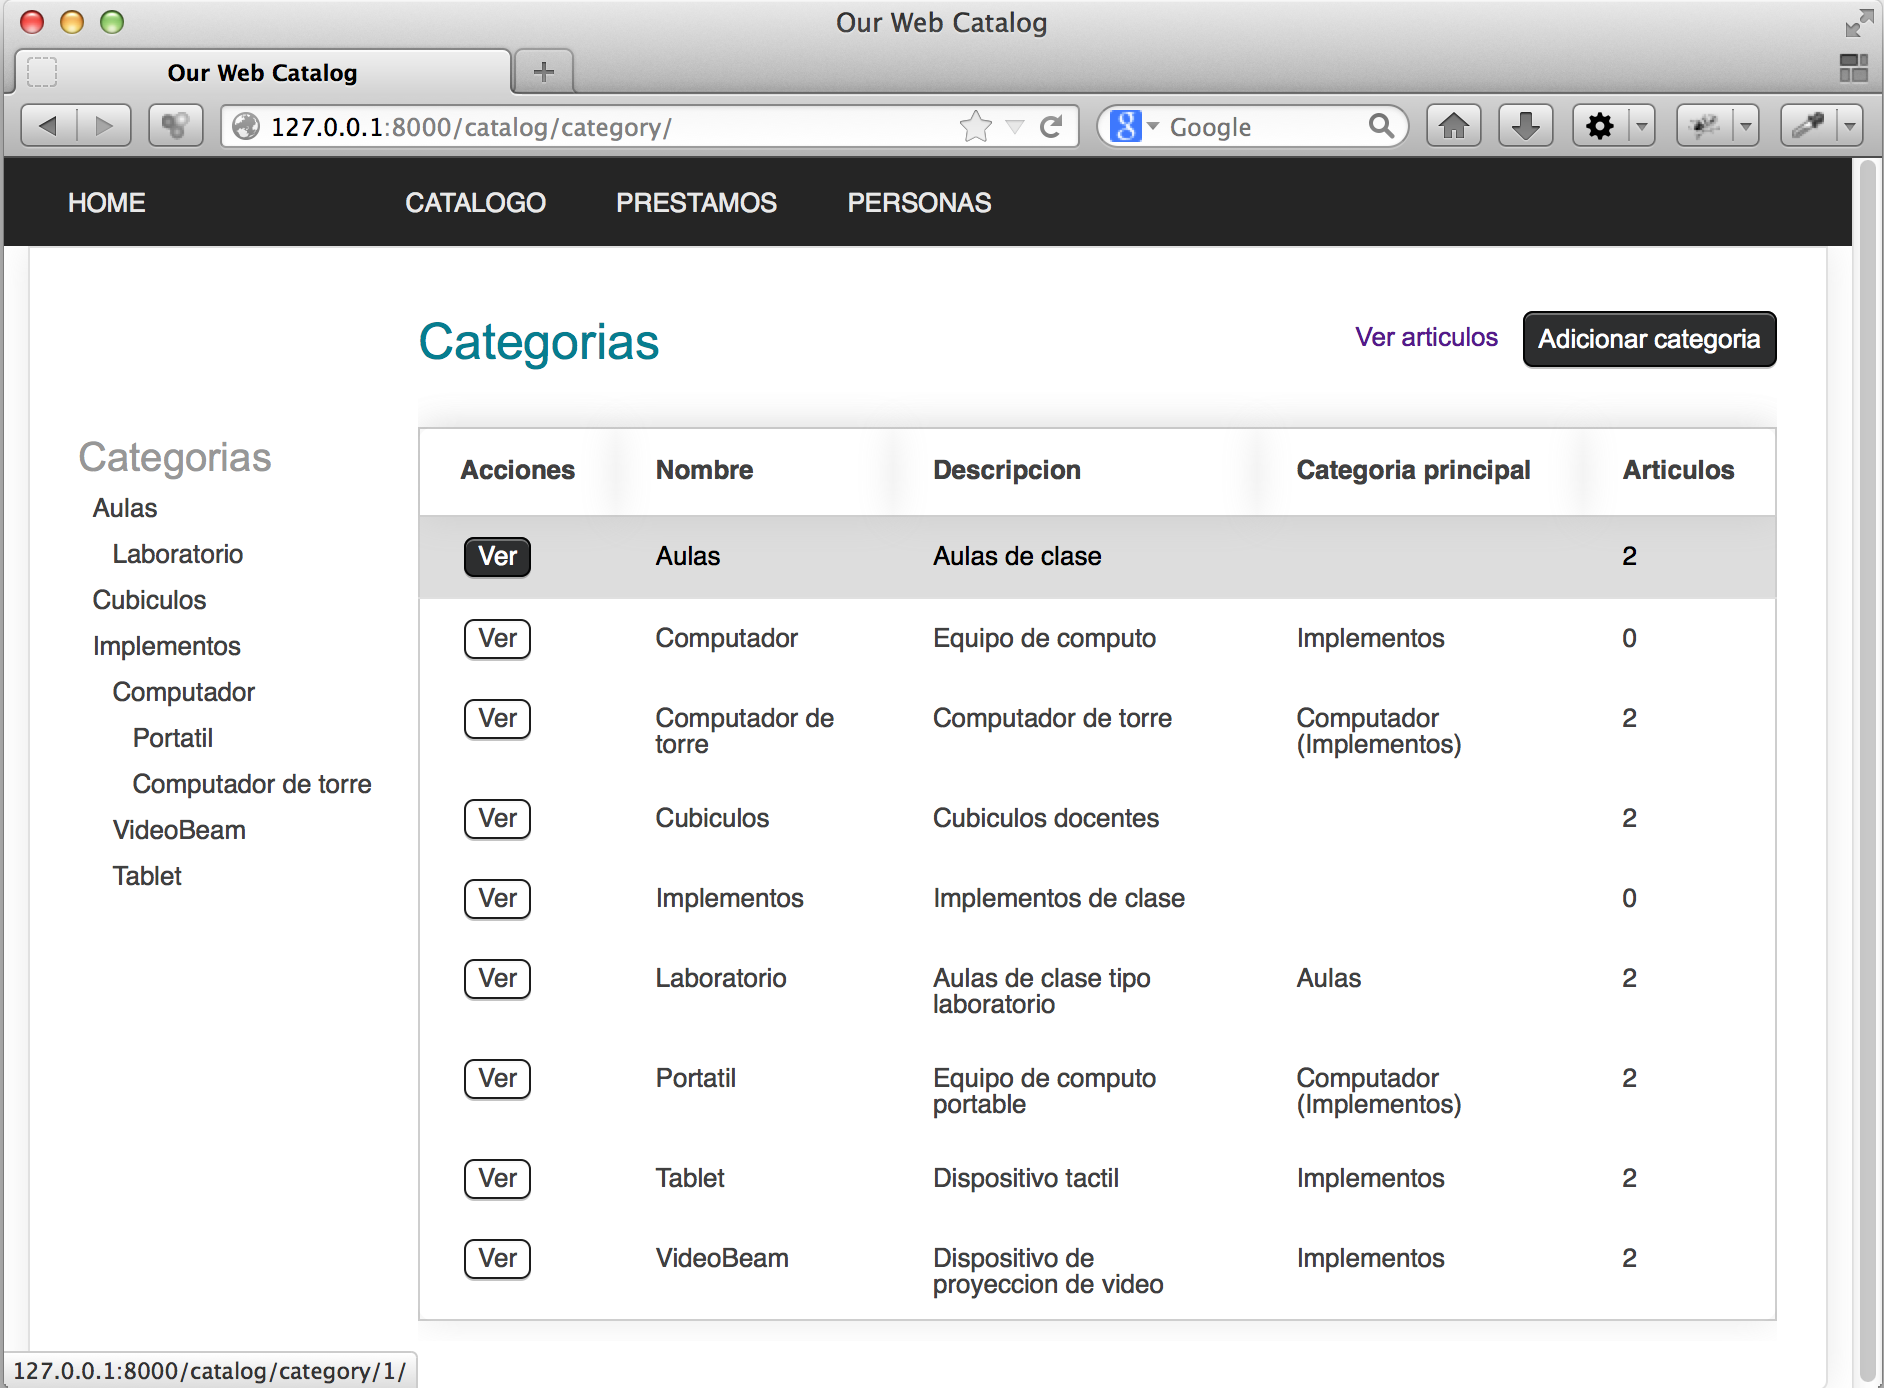 Our Web Catalog
Our Web Catalog
127.0.0.1:8000/catalog/category/
Google
HOME CATALOGO PRESTAMOS PERSONAS
Categorias
Ver articulos
Adicionar categoria
Categorias
Aulas
Laboratorio
Cubiculos
Implementos
Computador
Portatil
Computador de torre
VideoBeam
Tablet
Acciones Nombre Descripcion Categoria principal Articulos
Ver Aulas Aulas de clase 2
Ver Computador Equipo de computo Implementos 0
Ver Computador de Computador de torre Computador 2
torre (Implementos)
Ver Cubiculos Cubiculos docentes 2
Ver Implementos Implementos de clase 0
Ver Laboratorio Aulas de clase tipo Aulas 2
laboratorio
Ver Portatil Equipo de computo Computador 2
portable (Implementos)
Ver Tablet Dispositivo tactil Implementos 2
Ver VideoBeam Dispositivo de Implementos 2
proyeccion de video
127.0.0.1:8000/catalog/category/1/